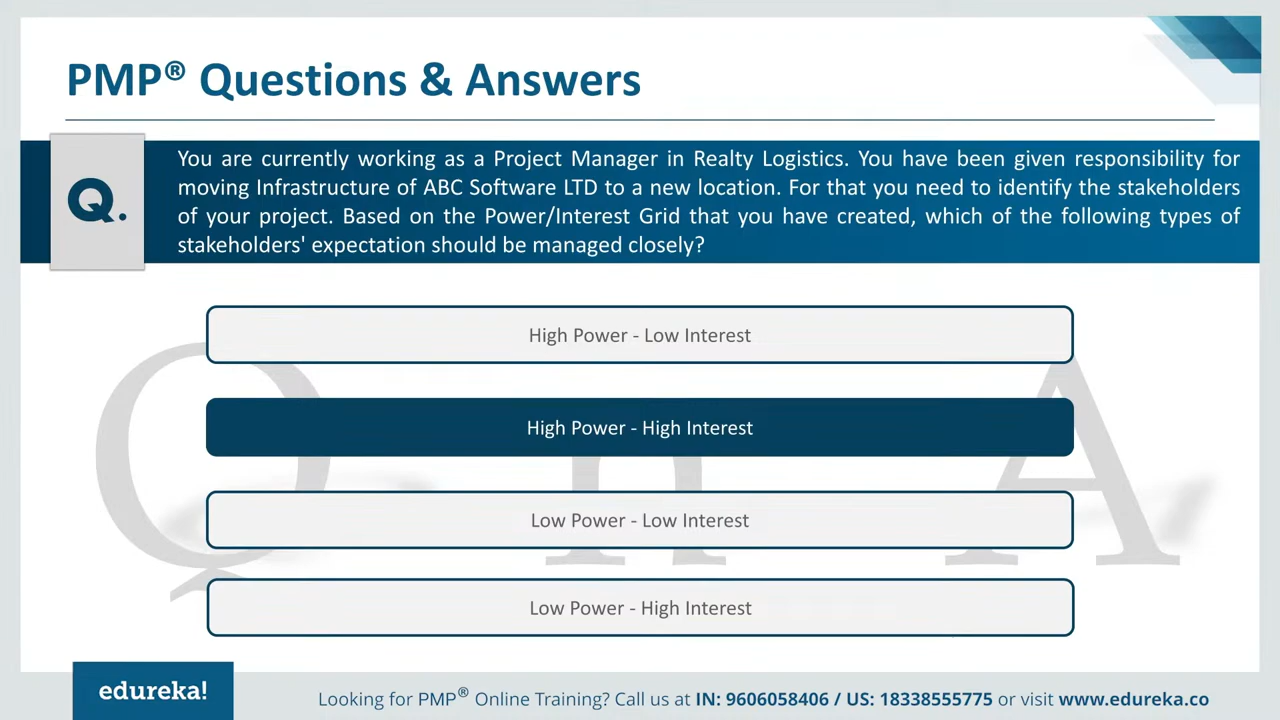 PMP® Questions & Answers
Q.
You are currently working as a Project Manager in Realty Logistics. You have been given responsibility for
moving Infrastructure of ABC Software LTD to a new location. For that you need to identify the stakeholders
of your project. Based on the Power/Interest Grid that you have created, which of the following types of
stakeholders' expectation should be managed closely?
High Power - Low Interest
High Power - High Interest
Low Power - Low Interest
Low Power - High Interest
Q n A
edureka!
Looking for PMP® Online Training? Call us at IN: 9606058406 / US: 18338555775 or visit www.edureka.co